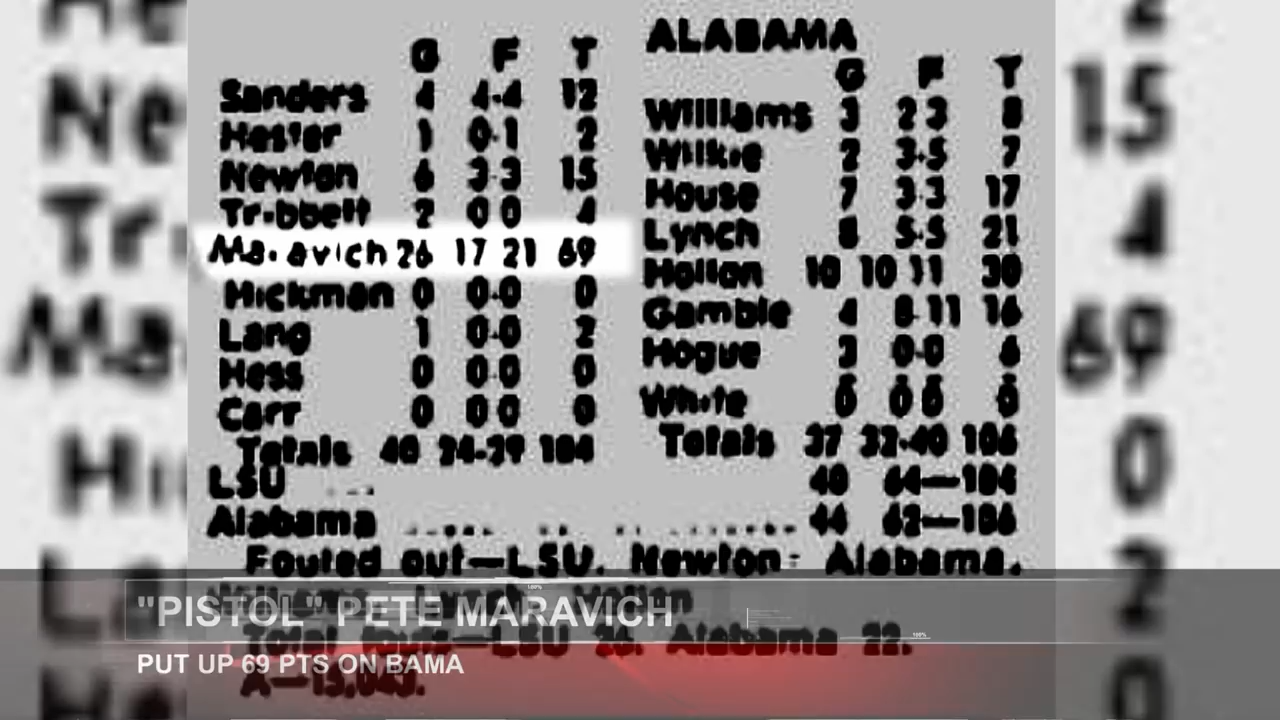 G F T
Sanders 4 4-4 12
Hester 1 0-1 2
Newton 6 3-3 15
Tribbett 2 0 0 4
Maravich 26 17 21 69
Hickman 0 0-0 0
Lang 1 0-0 2
Hess 0 0-0 0
Carr 0 0 0 0
Totals 40 24-29 104
ALABAMA
G F T
Williams 3 2 3 8
Wilkie 2 3-5 7
House 7 3-3 17
Lynch 8 5-5 21
Hollan 10 10 11 30
Gamble 4 8-11 16
Hogue 3 0-0 6
White 0 0 0 0
Totals 37 32-40 106
LSU 40 64—104
Alabama 44 62—106
Fouled out—LSU, Newton; Alabama,
Total fouls—LSU 26, Alabama 22.
"PISTOL" PETE MARAVICH
PUT UP 69 PTS ON BAMA